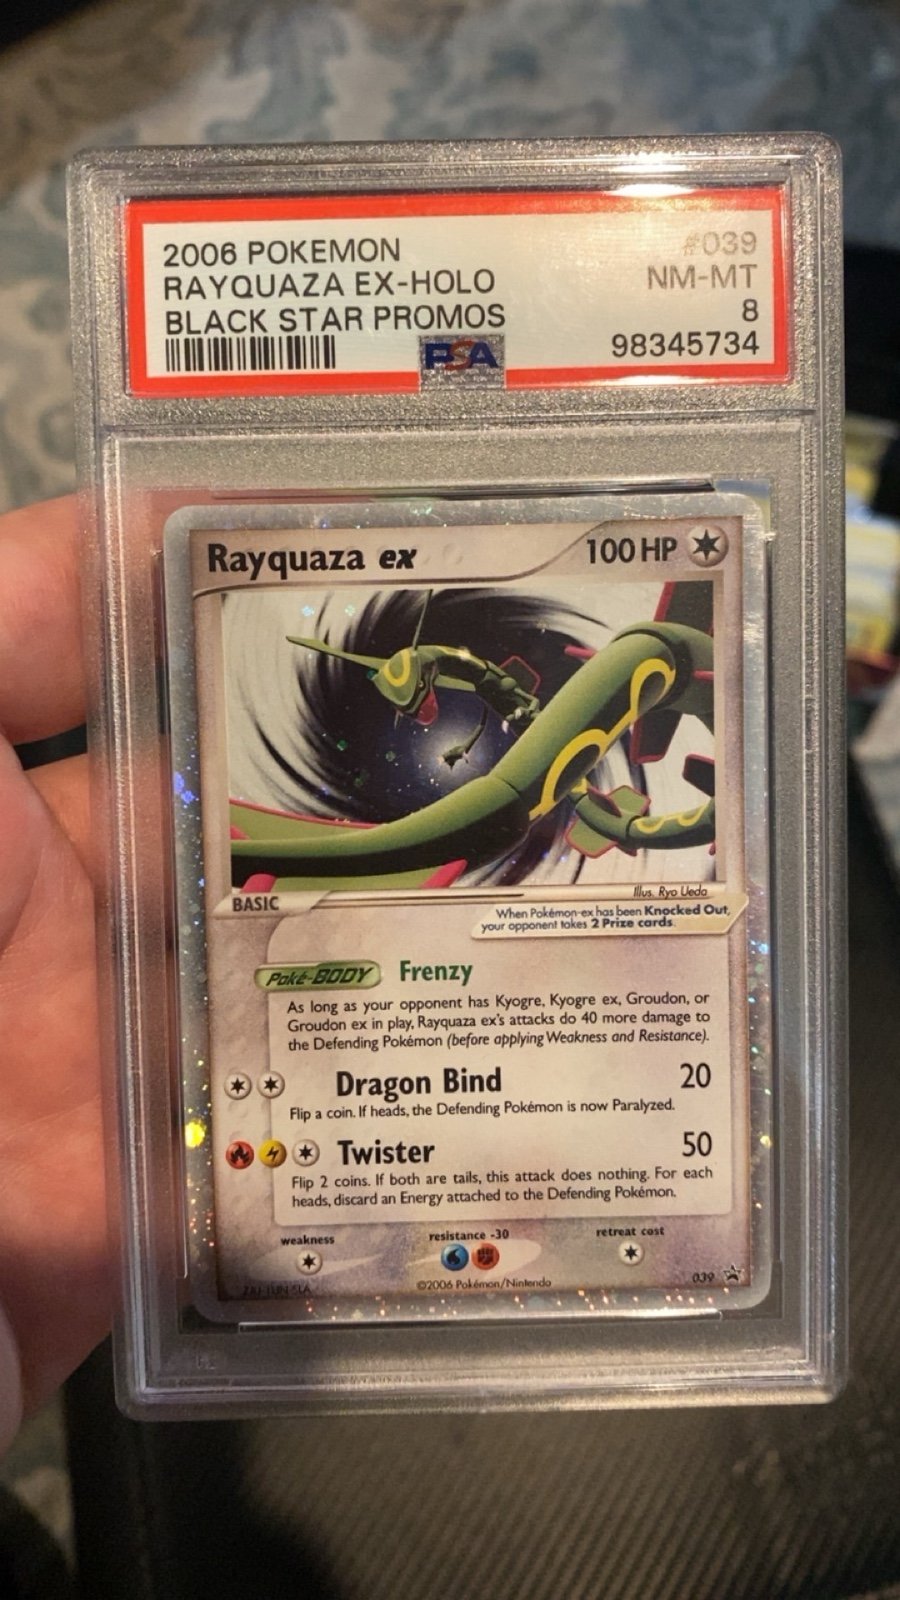 2006 POKEMON #039
RAYQUAZA EX-HOLO NM-MT
BLACK STAR PROMOS 8
PSA 98345734
Rayquaza ex 100 HP
Illus. Ryo Ueda
BASIC
When Pokémon-ex has been Knocked Out,
your opponent takes 2 Prize cards.
Poké-BODY Frenzy
As long as your opponent has Kyogre, Kyogre ex, Groudon, or
Groudon ex in play, Rayquaza ex's attacks do 40 more damage to
the Defending Pokémon (before applying Weakness and Resistance).
Dragon Bind 20
Flip a coin. If heads, the Defending Pokémon is now Paralyzed.
Twister 50
Flip 2 coins. If both are tails, this attack does nothing. For each
heads, discard an Energy attached to the Defending Pokémon.
weakness resistance -30 retreat cost
©2006 Pokémon/Nintendo 039